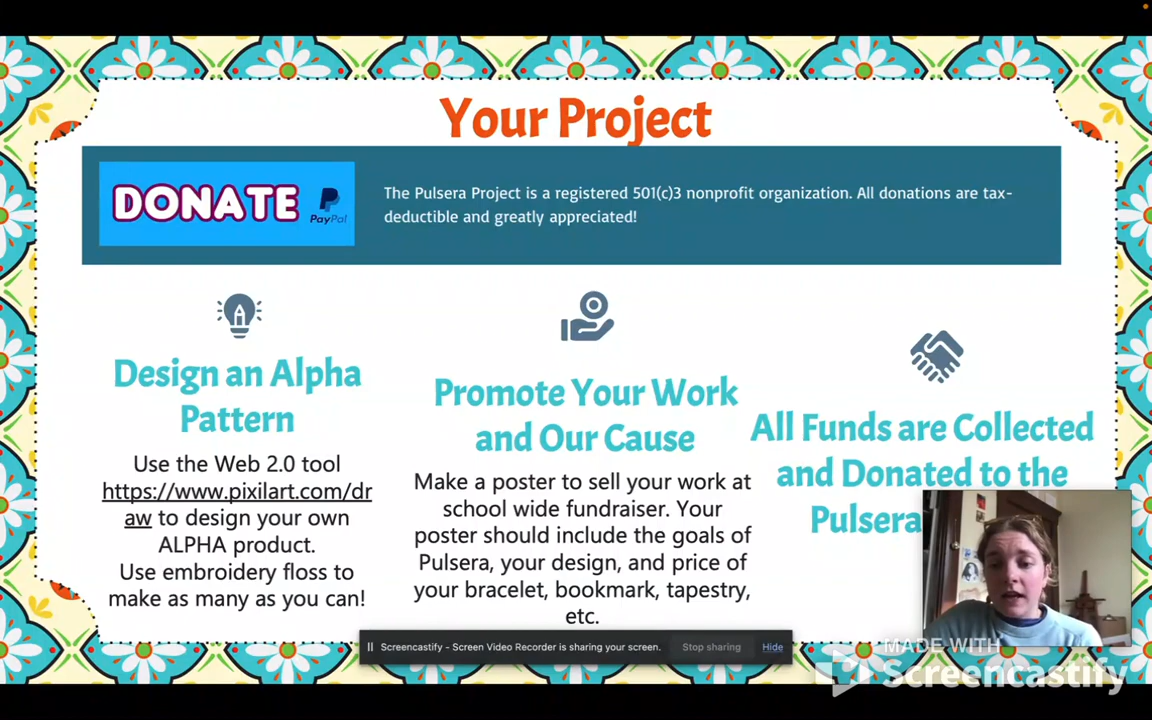 Your Project
DONATE
PayPal
The Pulsera Project is a registered 501(c)3 nonprofit organization. All donations are tax-
deductible and greatly appreciated!
Design an Alpha
Pattern
Use the Web 2.0 tool
https://www.pixilart.com/dr
aw to design your own
ALPHA product.
Use embroidery floss to
make as many as you can!
Promote Your Work
and Our Cause
Make a poster to sell your work at
school wide fundraiser. Your
poster should include the goals of
Pulsera, your design, and price of
your bracelet, bookmark, tapestry,
etc.
All Funds are Collected
and Donated to the
Pulsera
Screencastify - Screen Video Recorder is sharing your screen.
Stop sharing
Hide
MADE WITH
Screencastify